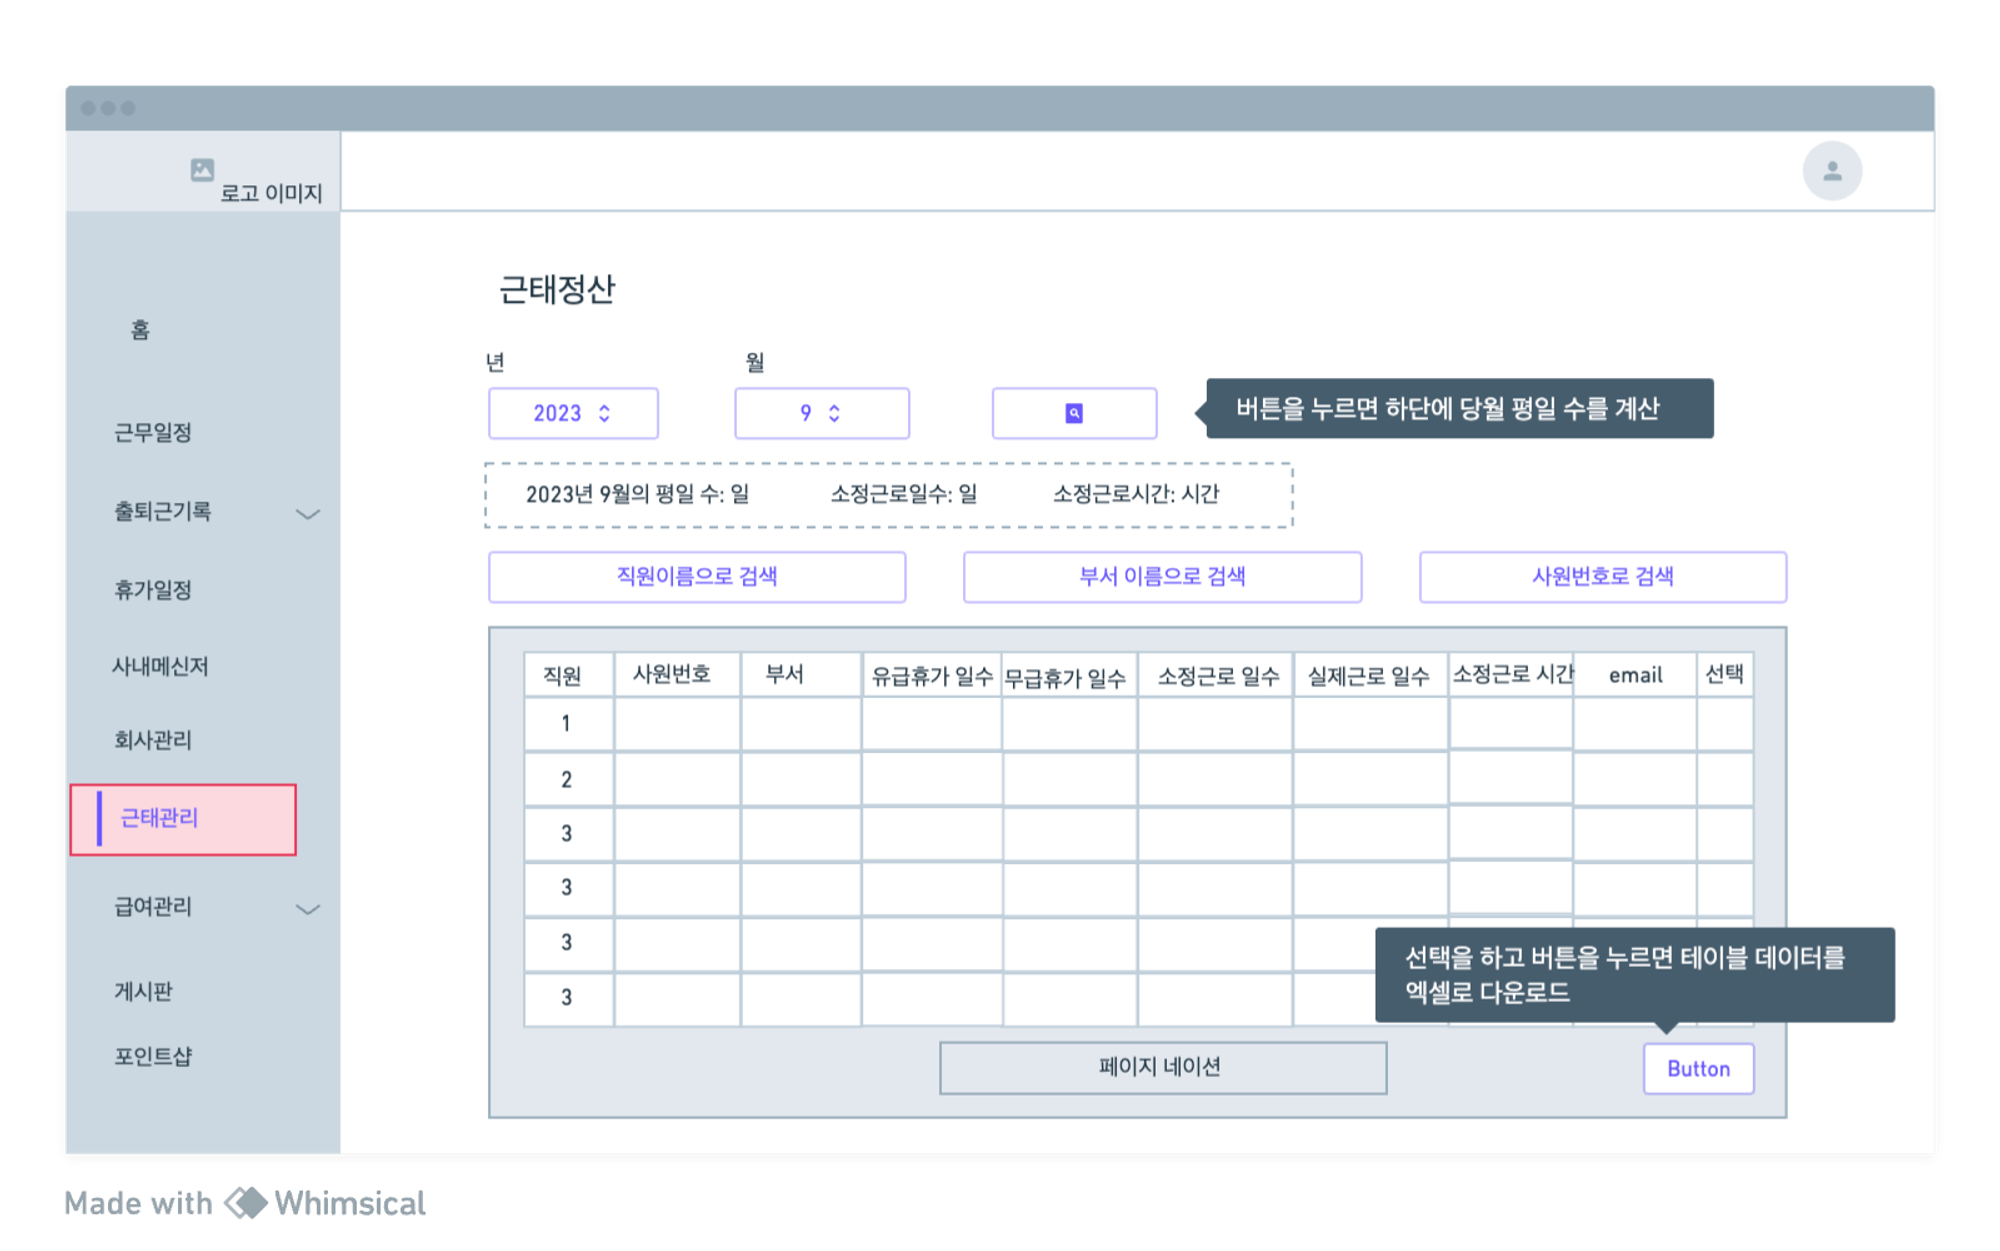 로고 이미지
홈
근무일정
출퇴근기록
휴가일정
사내메신저
회사관리
근태관리
급여관리
게시판
포인트샵
근태정산
년 월
2023 9
버튼을 누르면 하단에 당월 평일 수를 계산
2023년 9월의 평일 수: 일 소정근로일수: 일 소정근로시간: 시간
직원이름으로 검색 부서 이름으로 검색 사원번호로 검색
직원 사원번호 부서 유급휴가 일수 무급휴가 일수 소정근로 일수 실제근로 일수 소정근로 시간 email 선택
1
2
3
3
3
3
선택을 하고 버튼을 누르면 테이블 데이터를
엑셀로 다운로드
페이지 네이션 Button
Made with Whimsical